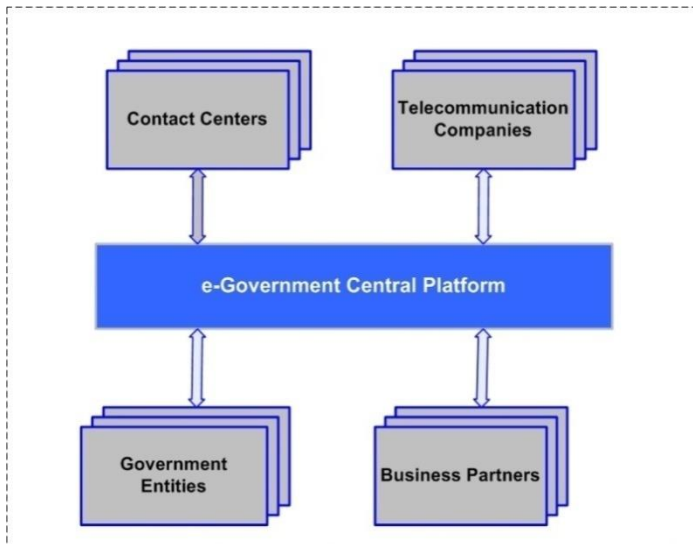 Contact Centers
Telecommunication
Companies
e-Government Central Platform
Government
Entities
Business Partners